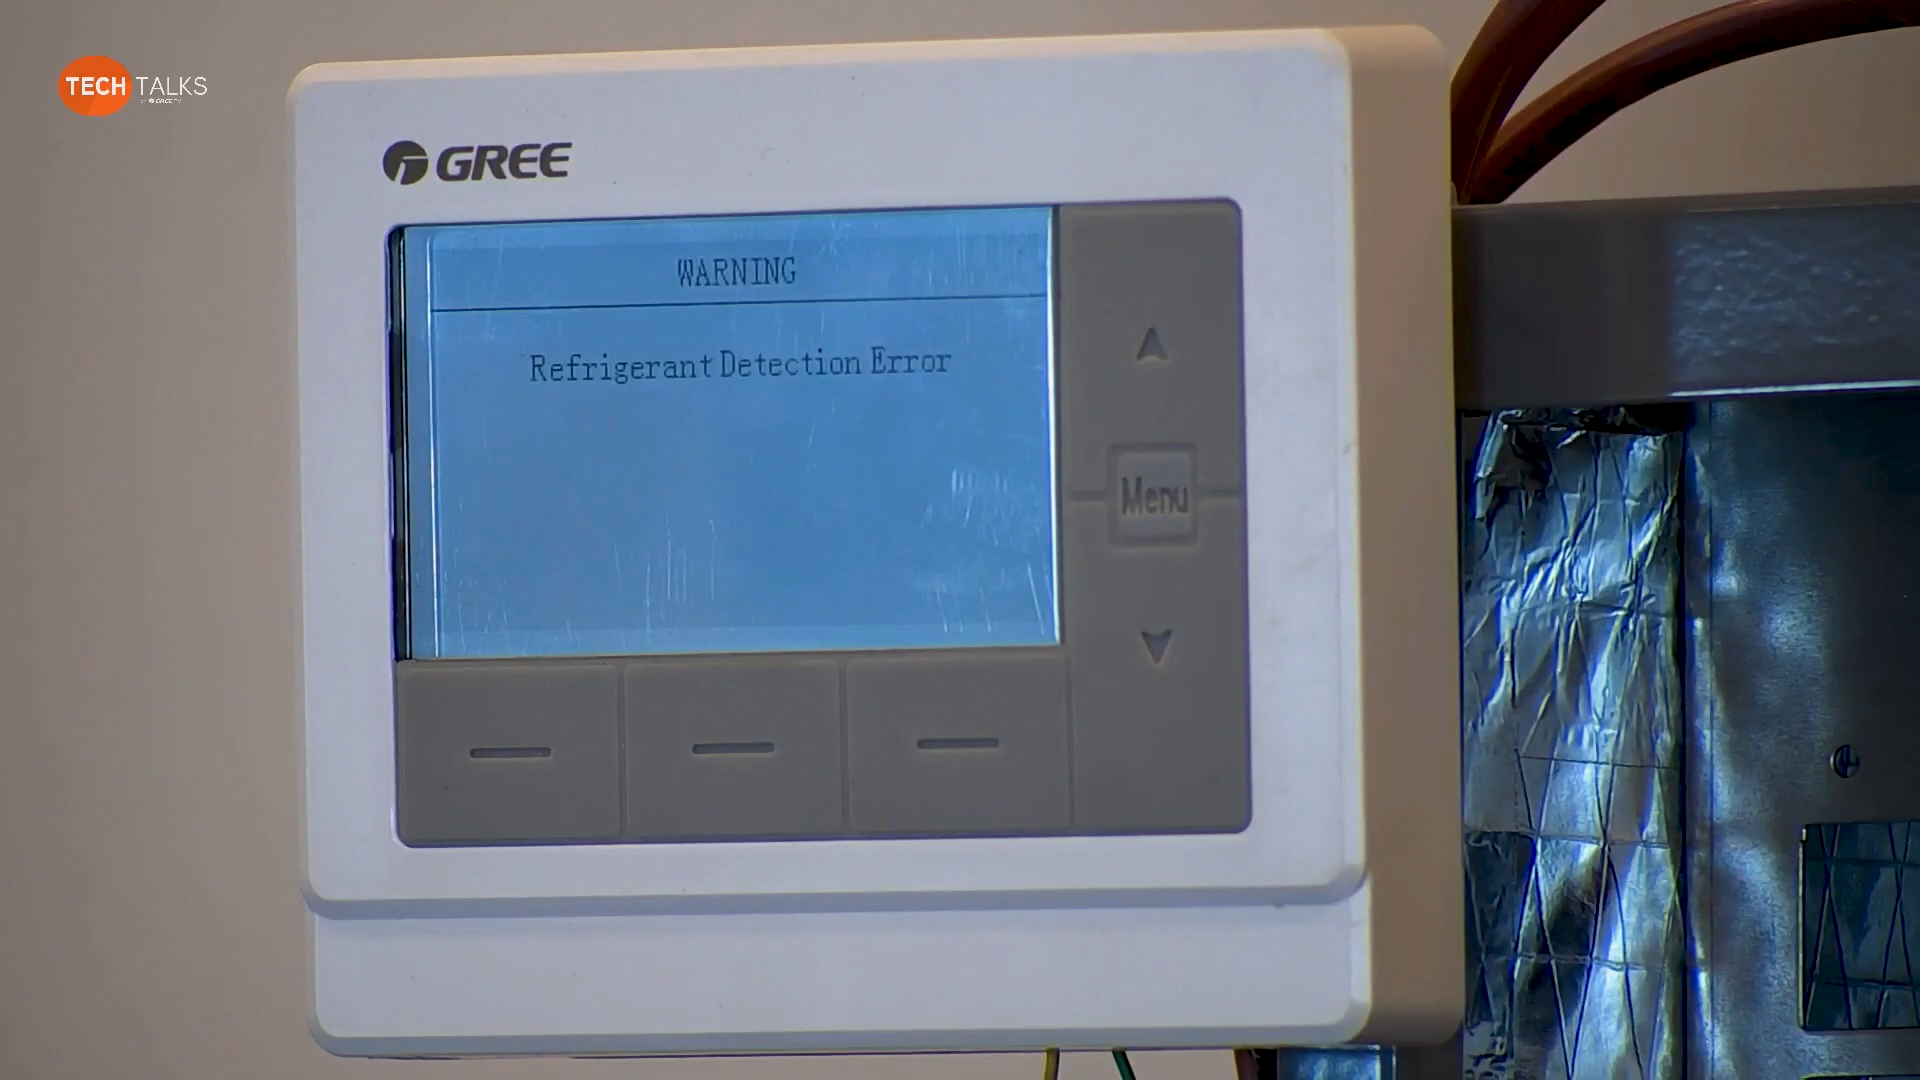 TECH TALKS
GREE
WARNING
Refrigerant Detection Error
Menu